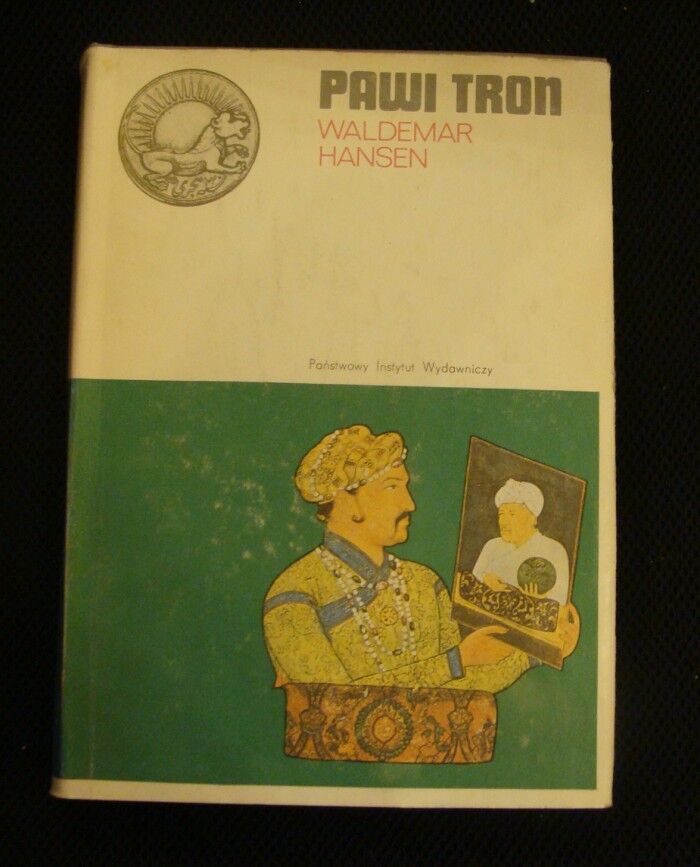 PAWI TRON
WALDEMAR
HANSEN
Państwowy Instytut Wydawniczy